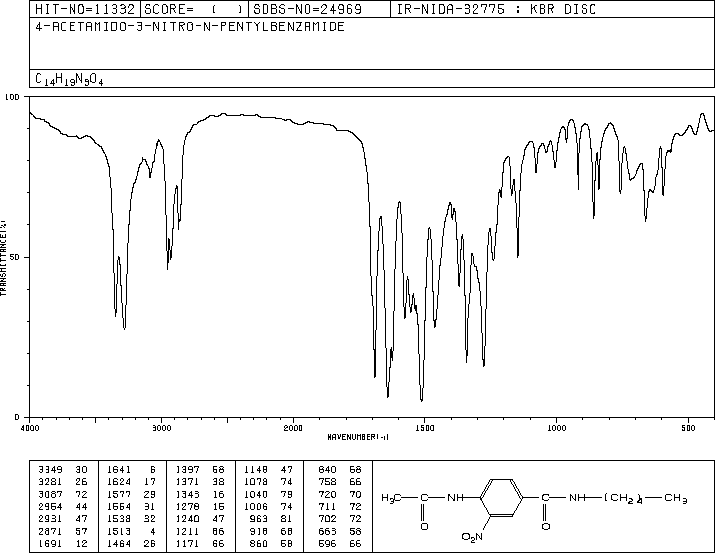 HIT-NO=11332 SCORE= ( ) SDBS-NO=24969 IR-NIDA-32775 : KBR DISC
4-ACETAMIDO-3-NITRO-N-PENTYLBENZAMIDE
C14H19N3O4
100
50
0
TRANSMITTANCE(%)
4000 3000 2000 1500 1000 500
WAVENUMBER(-1)
3349 30 1641 6 1397 68 1148 47 840 68
3281 26 1624 17 1371 38 1078 74 758 66
3087 72 1577 29 1343 16 1040 79 720 70
2954 44 1554 31 1278 15 1006 74 711 72
2931 47 1538 32 1240 47 963 81 702 72
2871 57 1513 4 1211 66 918 68 663 58
1691 12 1464 26 1171 66 860 58 596 66
H3C C NH C NH (CH2)4 CH3
O O2N O